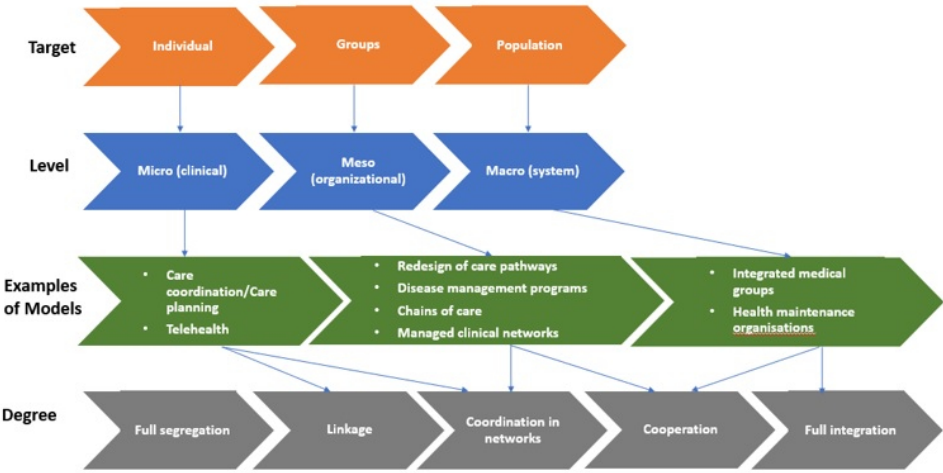 Target
Individual
Groups
Population
Level
Micro (clinical)
Meso
(organizational)
Macro (system)
Examples
of Models
• Care
coordination/Care
planning
• Telehealth
• Redesign of care pathways
• Disease management programs
• Chains of care
• Managed clinical networks
• Integrated medical
groups
• Health maintenance
organisations
Degree
Full segregation
Linkage
Coordination in
networks
Cooperation
Full integration